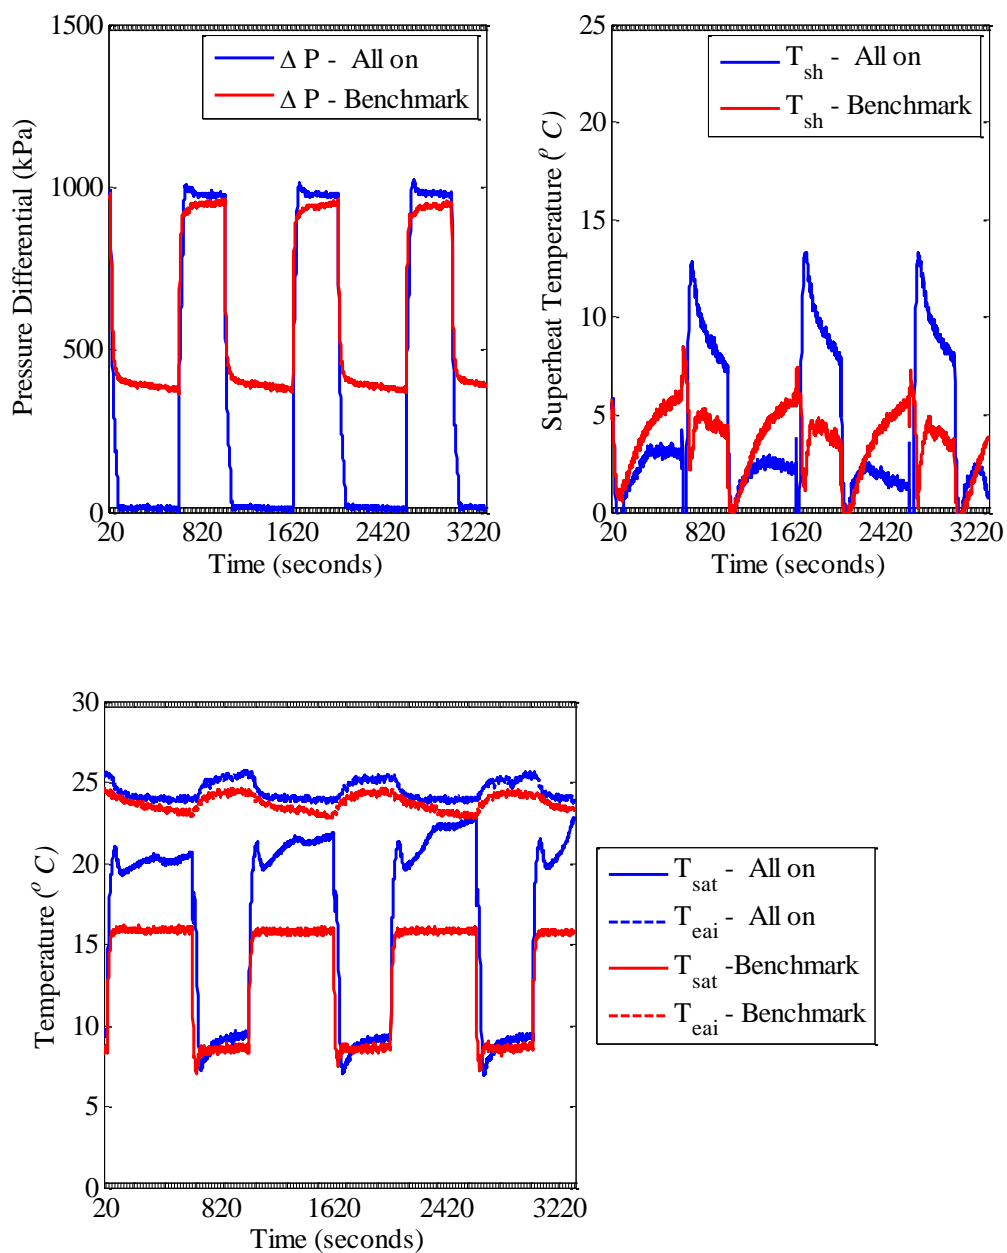 1500
1000
500
0
Pressure Differential (kPa)
Δ P - All on
Δ P - Benchmark
20 820 1620 2420 3220
Time (seconds)
25
20
15
10
5
0
Superheat Temperature (° C)
T_sh - All on
T_sh - Benchmark
20 820 1620 2420 3220
Time (seconds)
30
25
20
15
10
5
0
Temperature (° C)
20 820 1620 2420 3220
Time (seconds)
T_sat - All on
T_eai - All on
T_sat -Benchmark
T_eai - Benchmark